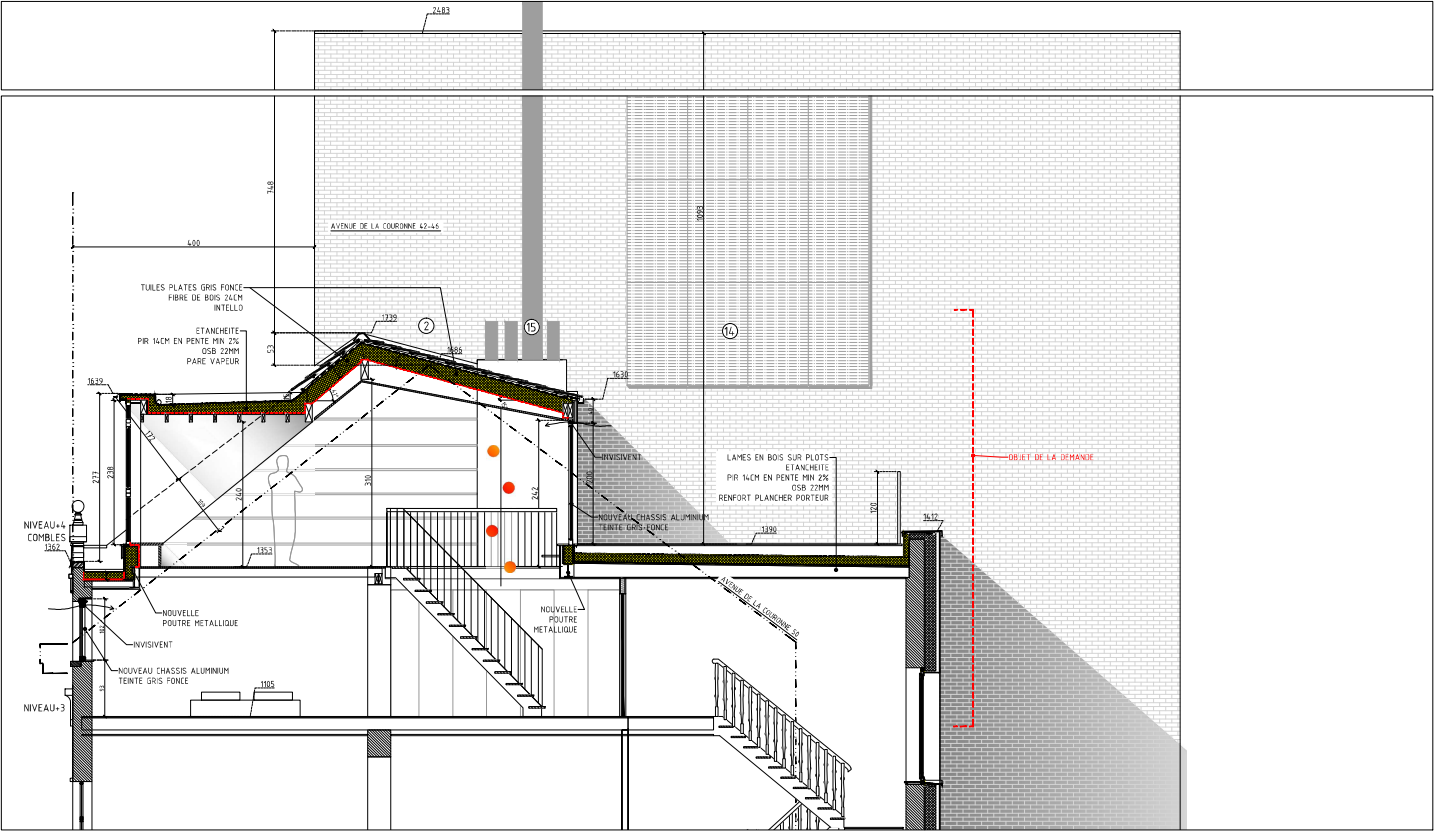 2483
748
1093
AVENUE DE LA COURONNE 42-46
400
TUILES PLATES GRIS FONCE
FIBRE DE BOIS 24CM
INTELLO
1739
2
15
14
ETANCHEITE
PIR 14CM EN PENTE MIN 2%
OSB 22MM
PARE VAPEUR
53
1686
1639
18
1630
172
277
238
240
310
242
INVISIVENT
LAMES EN BOIS SUR PLOTS
ETANCHEITE
PIR 14CM EN PENTE MIN 2%
OSB 22MM
RENFORT PLANCHER PORTEUR
OBJET DE LA DEMANDE
120
NOUVEAU CHASSIS ALUMINIUM
TEINTE GRIS FONCE
1412
1390
NIVEAU+4
COMBLES
1362
1353
AVENUE DE LA COURONNE 50
NOUVELLE
POUTRE METALLIQUE
NOUVELLE
POUTRE
METALLIQUE
INVISIVENT
NOUVEAU CHASSIS ALUMINIUM
TEINTE GRIS FONCE
1105
NIVEAU+3